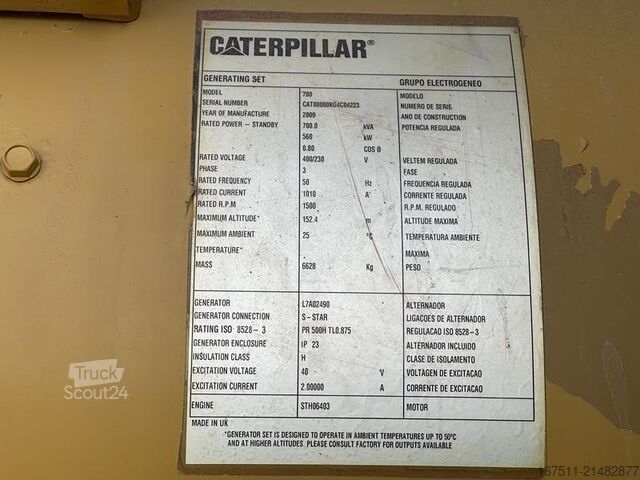 CATERPILLAR®
GENERATING SET GRUPO ELECTROGENEO
MODEL 700 MODELO
SERIAL NUMBER CAT00000KG4C04223 NUMERO DE SERIE
YEAR OF MANUFACTURE 2009 ANO DE CONSTRUCTION
RATED POWER – STANDBY 700.0 kVA POTENCIA REGULADA
560 kW
0.80 COS Ø
RATED VOLTAGE 400/230 V VELTEM REGULADA
PHASE 3 FASE
RATED FREQUENCY 50 Hz FREQUENCIA REGULADA
RATED CURRENT 1010 A CORRENTE REGULADA
RATED R.P.M 1500 R.P.M. REGULADO
MAXIMUM ALTITUDE* 152.4 m ALTITUDE MAXIMA
MAXIMUM AMBIENT 25 °C TEMPERATURA AMBIENTE
TEMPERATURE* MAXIMA
MASS 6628 Kg PESO
GENERATOR L7A02490 ALTERNADOR
GENERATOR CONNECTION S-STAR LIGACOES DE ALTERNADOR
RATING ISO 8528-3 PR 500H TL0.875 REGULACAO ISO 8528-3
GENERATOR ENCLOSURE IP 23 ALTERNADOR INCLUIDO
INSULATION CLASS H CLASE DE ISOLAMENTO
EXCITATION VOLTAGE 40 V VOLTAGEN DE EXCITACAO
EXCITATION CURRENT 2.00000 A CORRENTE DE EXCITACAO
ENGINE STH06403 MOTOR
MADE IN UK
*GENERATOR SET IS DESIGNED TO OPERATE IN AMBIENT TEMPERATURES UP TO 50°C
AND AT HIGHER ALTITUDES. PLEASE CONSULT FACTORY FOR OUTPUTS AVAILABLE
Truck
Scout24
67511-21482877